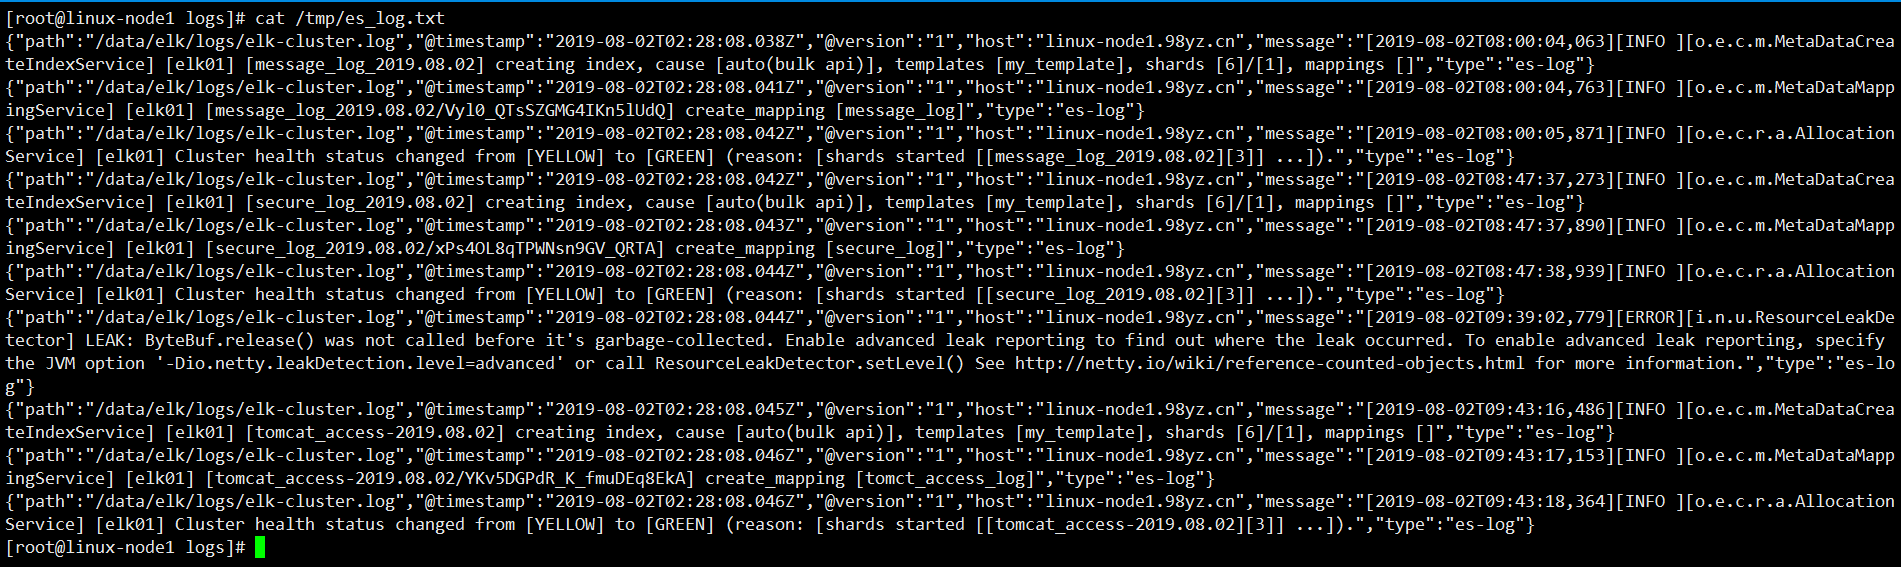 [root@linux-node1 logs]# cat /tmp/es_log.txt
{"path":"/data/elk/logs/elk-cluster.log","@timestamp":"2019-08-02T02:28:08.038Z","@version":"1","host":"linux-node1.98yz.cn","message":"[2019-08-02T08:00:04,063][INFO ][o.e.c.m.MetaDataCrea
teIndexService] [elk01] [message_log_2019.08.02] creating index, cause [auto(bulk api)], templates [my_template], shards [6]/[1], mappings []","type":"es-log"}
{"path":"/data/elk/logs/elk-cluster.log","@timestamp":"2019-08-02T02:28:08.041Z","@version":"1","host":"linux-node1.98yz.cn","message":"[2019-08-02T08:00:04,763][INFO ][o.e.c.m.MetaDataMapp
ingService] [elk01] [message_log_2019.08.02/Vyl0_QTsSZGMG4IKn5lUdQ] create_mapping [message_log]","type":"es-log"}
{"path":"/data/elk/logs/elk-cluster.log","@timestamp":"2019-08-02T02:28:08.042Z","@version":"1","host":"linux-node1.98yz.cn","message":"[2019-08-02T08:00:05,871][INFO ][o.e.c.r.a.Allocation
Service] [elk01] Cluster health status changed from [YELLOW] to [GREEN] (reason: [shards started [[message_log_2019.08.02][3]] ...]).","type":"es-log"}
{"path":"/data/elk/logs/elk-cluster.log","@timestamp":"2019-08-02T02:28:08.042Z","@version":"1","host":"linux-node1.98yz.cn","message":"[2019-08-02T08:47:37,273][INFO ][o.e.c.m.MetaDataCrea
teIndexService] [elk01] [secure_log_2019.08.02] creating index, cause [auto(bulk api)], templates [my_template], shards [6]/[1], mappings []","type":"es-log"}
{"path":"/data/elk/logs/elk-cluster.log","@timestamp":"2019-08-02T02:28:08.043Z","@version":"1","host":"linux-node1.98yz.cn","message":"[2019-08-02T08:47:37,890][INFO ][o.e.c.m.MetaDataMapp
ingService] [elk01] [secure_log_2019.08.02/xPs4OL8qTPWNsn9GV_QRTA] create_mapping [secure_log]","type":"es-log"}
{"path":"/data/elk/logs/elk-cluster.log","@timestamp":"2019-08-02T02:28:08.044Z","@version":"1","host":"linux-node1.98yz.cn","message":"[2019-08-02T08:47:38,939][INFO ][o.e.c.r.a.Allocation
Service] [elk01] Cluster health status changed from [YELLOW] to [GREEN] (reason: [shards started [[secure_log_2019.08.02][3]] ...]).","type":"es-log"}
{"path":"/data/elk/logs/elk-cluster.log","@timestamp":"2019-08-02T02:28:08.044Z","@version":"1","host":"linux-node1.98yz.cn","message":"[2019-08-02T09:39:02,779][ERROR][i.n.u.ResourceLeakDe
tector] LEAK: ByteBuf.release() was not called before it's garbage-collected. Enable advanced leak reporting to find out where the leak occurred. To enable advanced leak reporting, specify
the JVM option '-Dio.netty.leakDetection.level=advanced' or call ResourceLeakDetector.setLevel() See http://netty.io/wiki/reference-counted-objects.html for more information.","type":"es-lo
g"}
{"path":"/data/elk/logs/elk-cluster.log","@timestamp":"2019-08-02T02:28:08.045Z","@version":"1","host":"linux-node1.98yz.cn","message":"[2019-08-02T09:43:16,486][INFO ][o.e.c.m.MetaDataCrea
teIndexService] [elk01] [tomcat_access-2019.08.02] creating index, cause [auto(bulk api)], templates [my_template], shards [6]/[1], mappings []","type":"es-log"}
{"path":"/data/elk/logs/elk-cluster.log","@timestamp":"2019-08-02T02:28:08.046Z","@version":"1","host":"linux-node1.98yz.cn","message":"[2019-08-02T09:43:17,153][INFO ][o.e.c.m.MetaDataMapp
ingService] [elk01] [tomcat_access-2019.08.02/YKv5DGPdR_K_fmuDEq8EkA] create_mapping [tomct_access_log]","type":"es-log"}
{"path":"/data/elk/logs/elk-cluster.log","@timestamp":"2019-08-02T02:28:08.046Z","@version":"1","host":"linux-node1.98yz.cn","message":"[2019-08-02T09:43:18,364][INFO ][o.e.c.r.a.Allocation
Service] [elk01] Cluster health status changed from [YELLOW] to [GREEN] (reason: [shards started [[tomcat_access-2019.08.02][3]] ...]).","type":"es-log"}
[root@linux-node1 logs]#